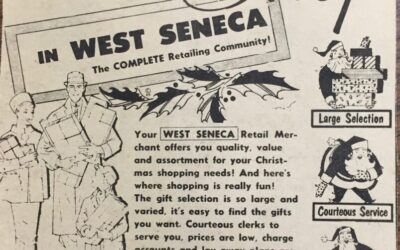 IN WEST SENECA
The COMPLETE Retailing Community!
Large Selection
Your WEST SENECA Retail Mer-
chant offers you quality, value
and assortment for your Christ-
mas shopping needs! And here's
where shopping is really fun!
The gift selection is so large and
varied, it's easy to find the gifts
you want. Courteous clerks to
serve you, prices are low, charge
Courteous Service